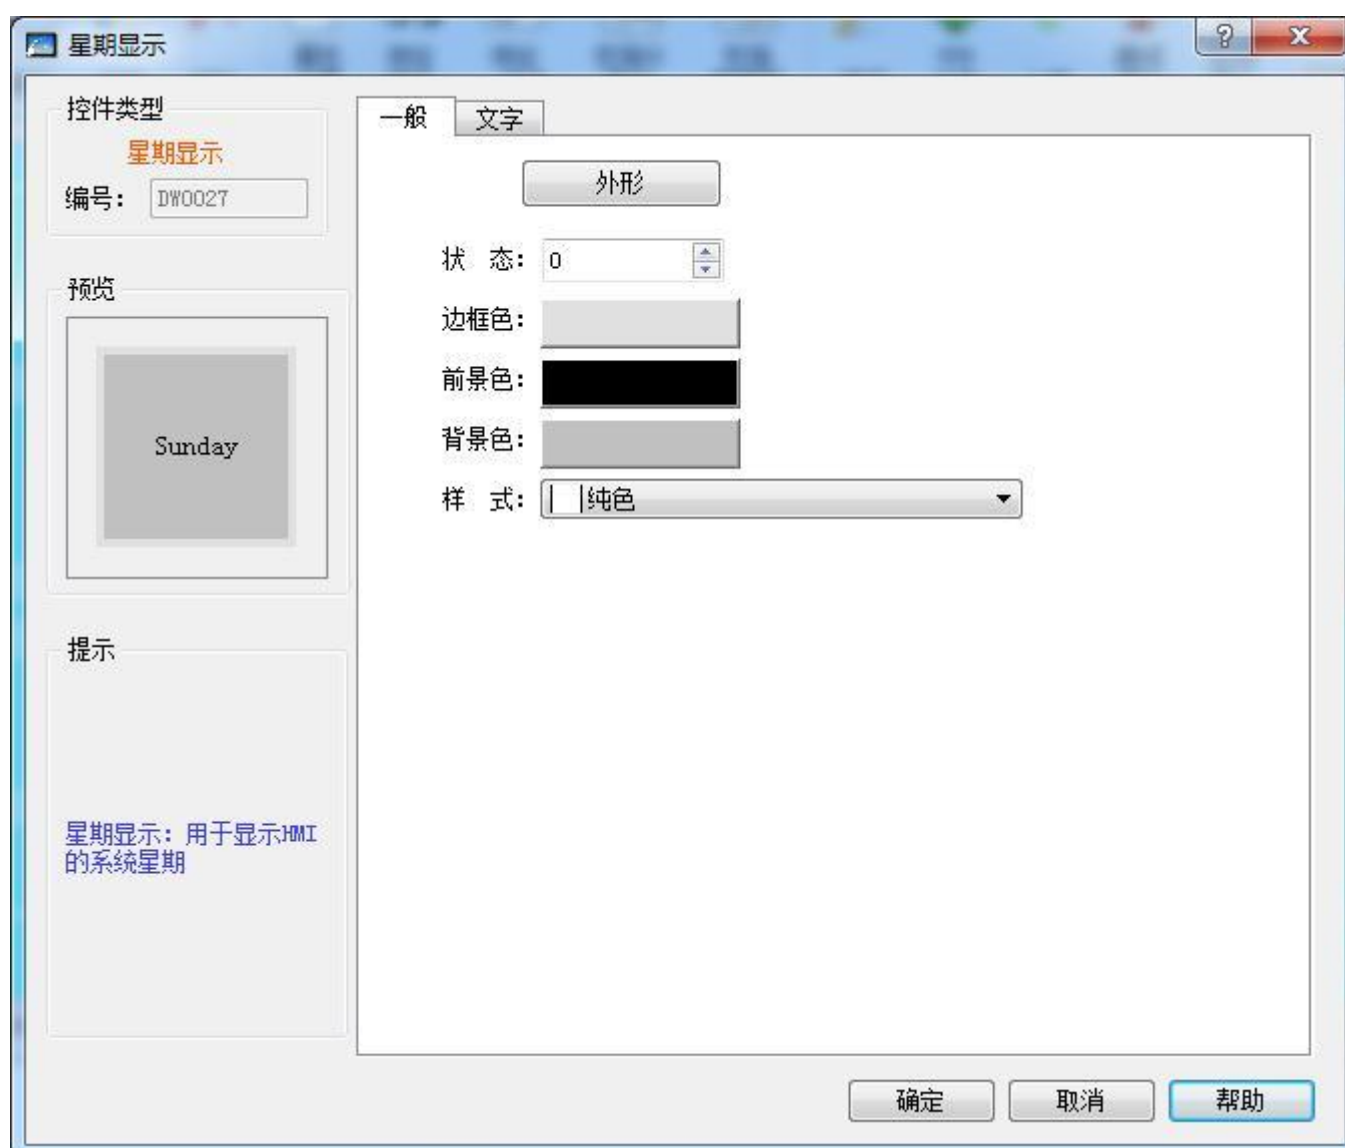 星期显示
控件类型
星期显示
编号： DW0027
预览
Sunday
提示
星期显示：用于显示HMI
的系统星期
一般 文字
外形
状 态： 0
边框色：
前景色：
背景色：
样 式： 纯色
确定 取消 帮助